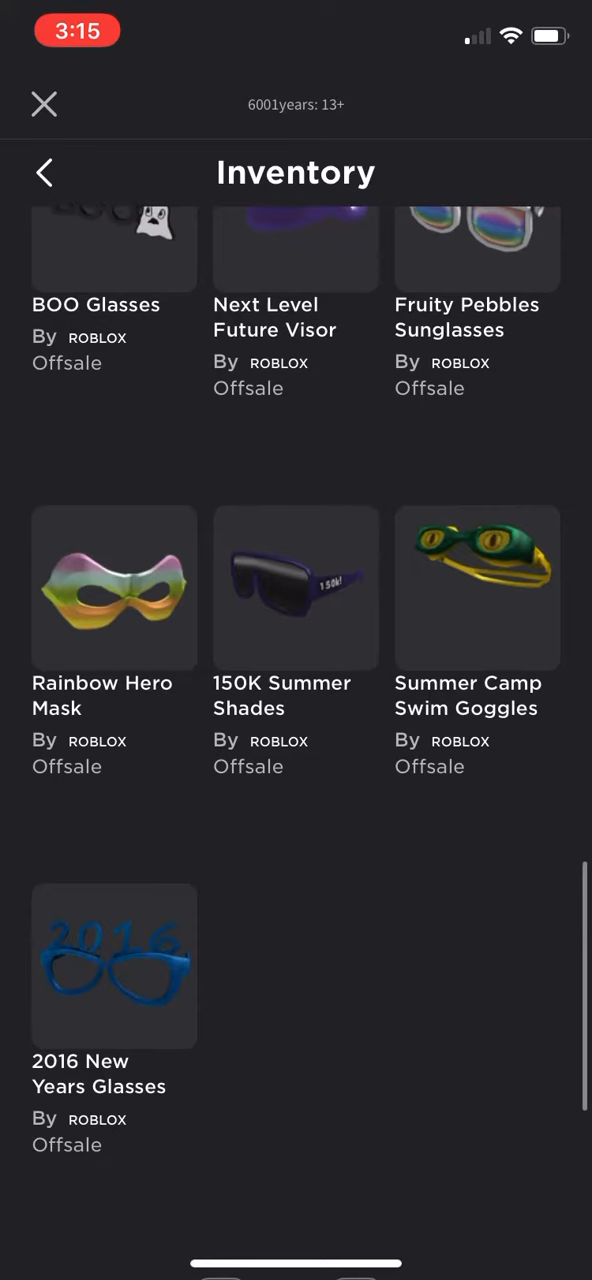 3:15
6001years: 13+
Inventory
BOO Glasses
By ROBLOX
Offsale
Next Level
Future Visor
By ROBLOX
Offsale
Fruity Pebbles
Sunglasses
By ROBLOX
Offsale
Rainbow Hero
Mask
By ROBLOX
Offsale
150k!
150K Summer
Shades
By ROBLOX
Offsale
Summer Camp
Swim Goggles
By ROBLOX
Offsale
2016
2016 New
Years Glasses
By ROBLOX
Offsale